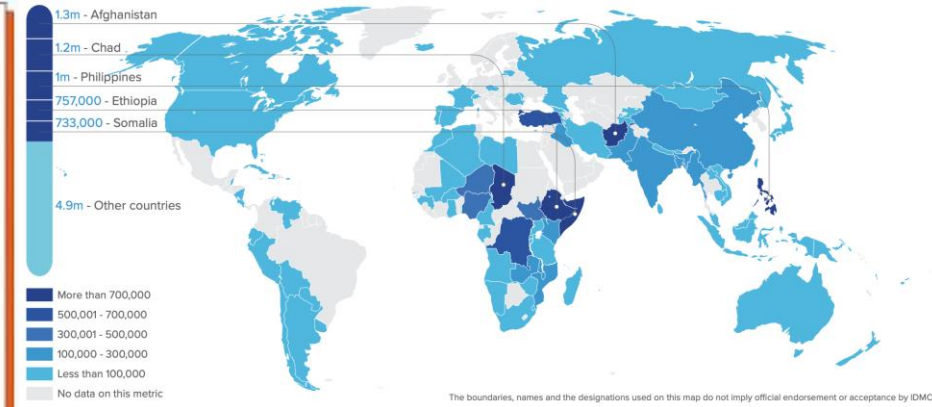 1.3m - Afghanistan
1.2m - Chad
1m - Philippines
757,000 - Ethiopia
733,000 - Somalia
4.9m - Other countries
More than 700,000
500,001 - 700,000
300,001 - 500,000
100,000 - 300,000
Less than 100,000
No data on this metric
The boundaries, names and the designations used on this map do not imply official endorsement or acceptance by IDMC